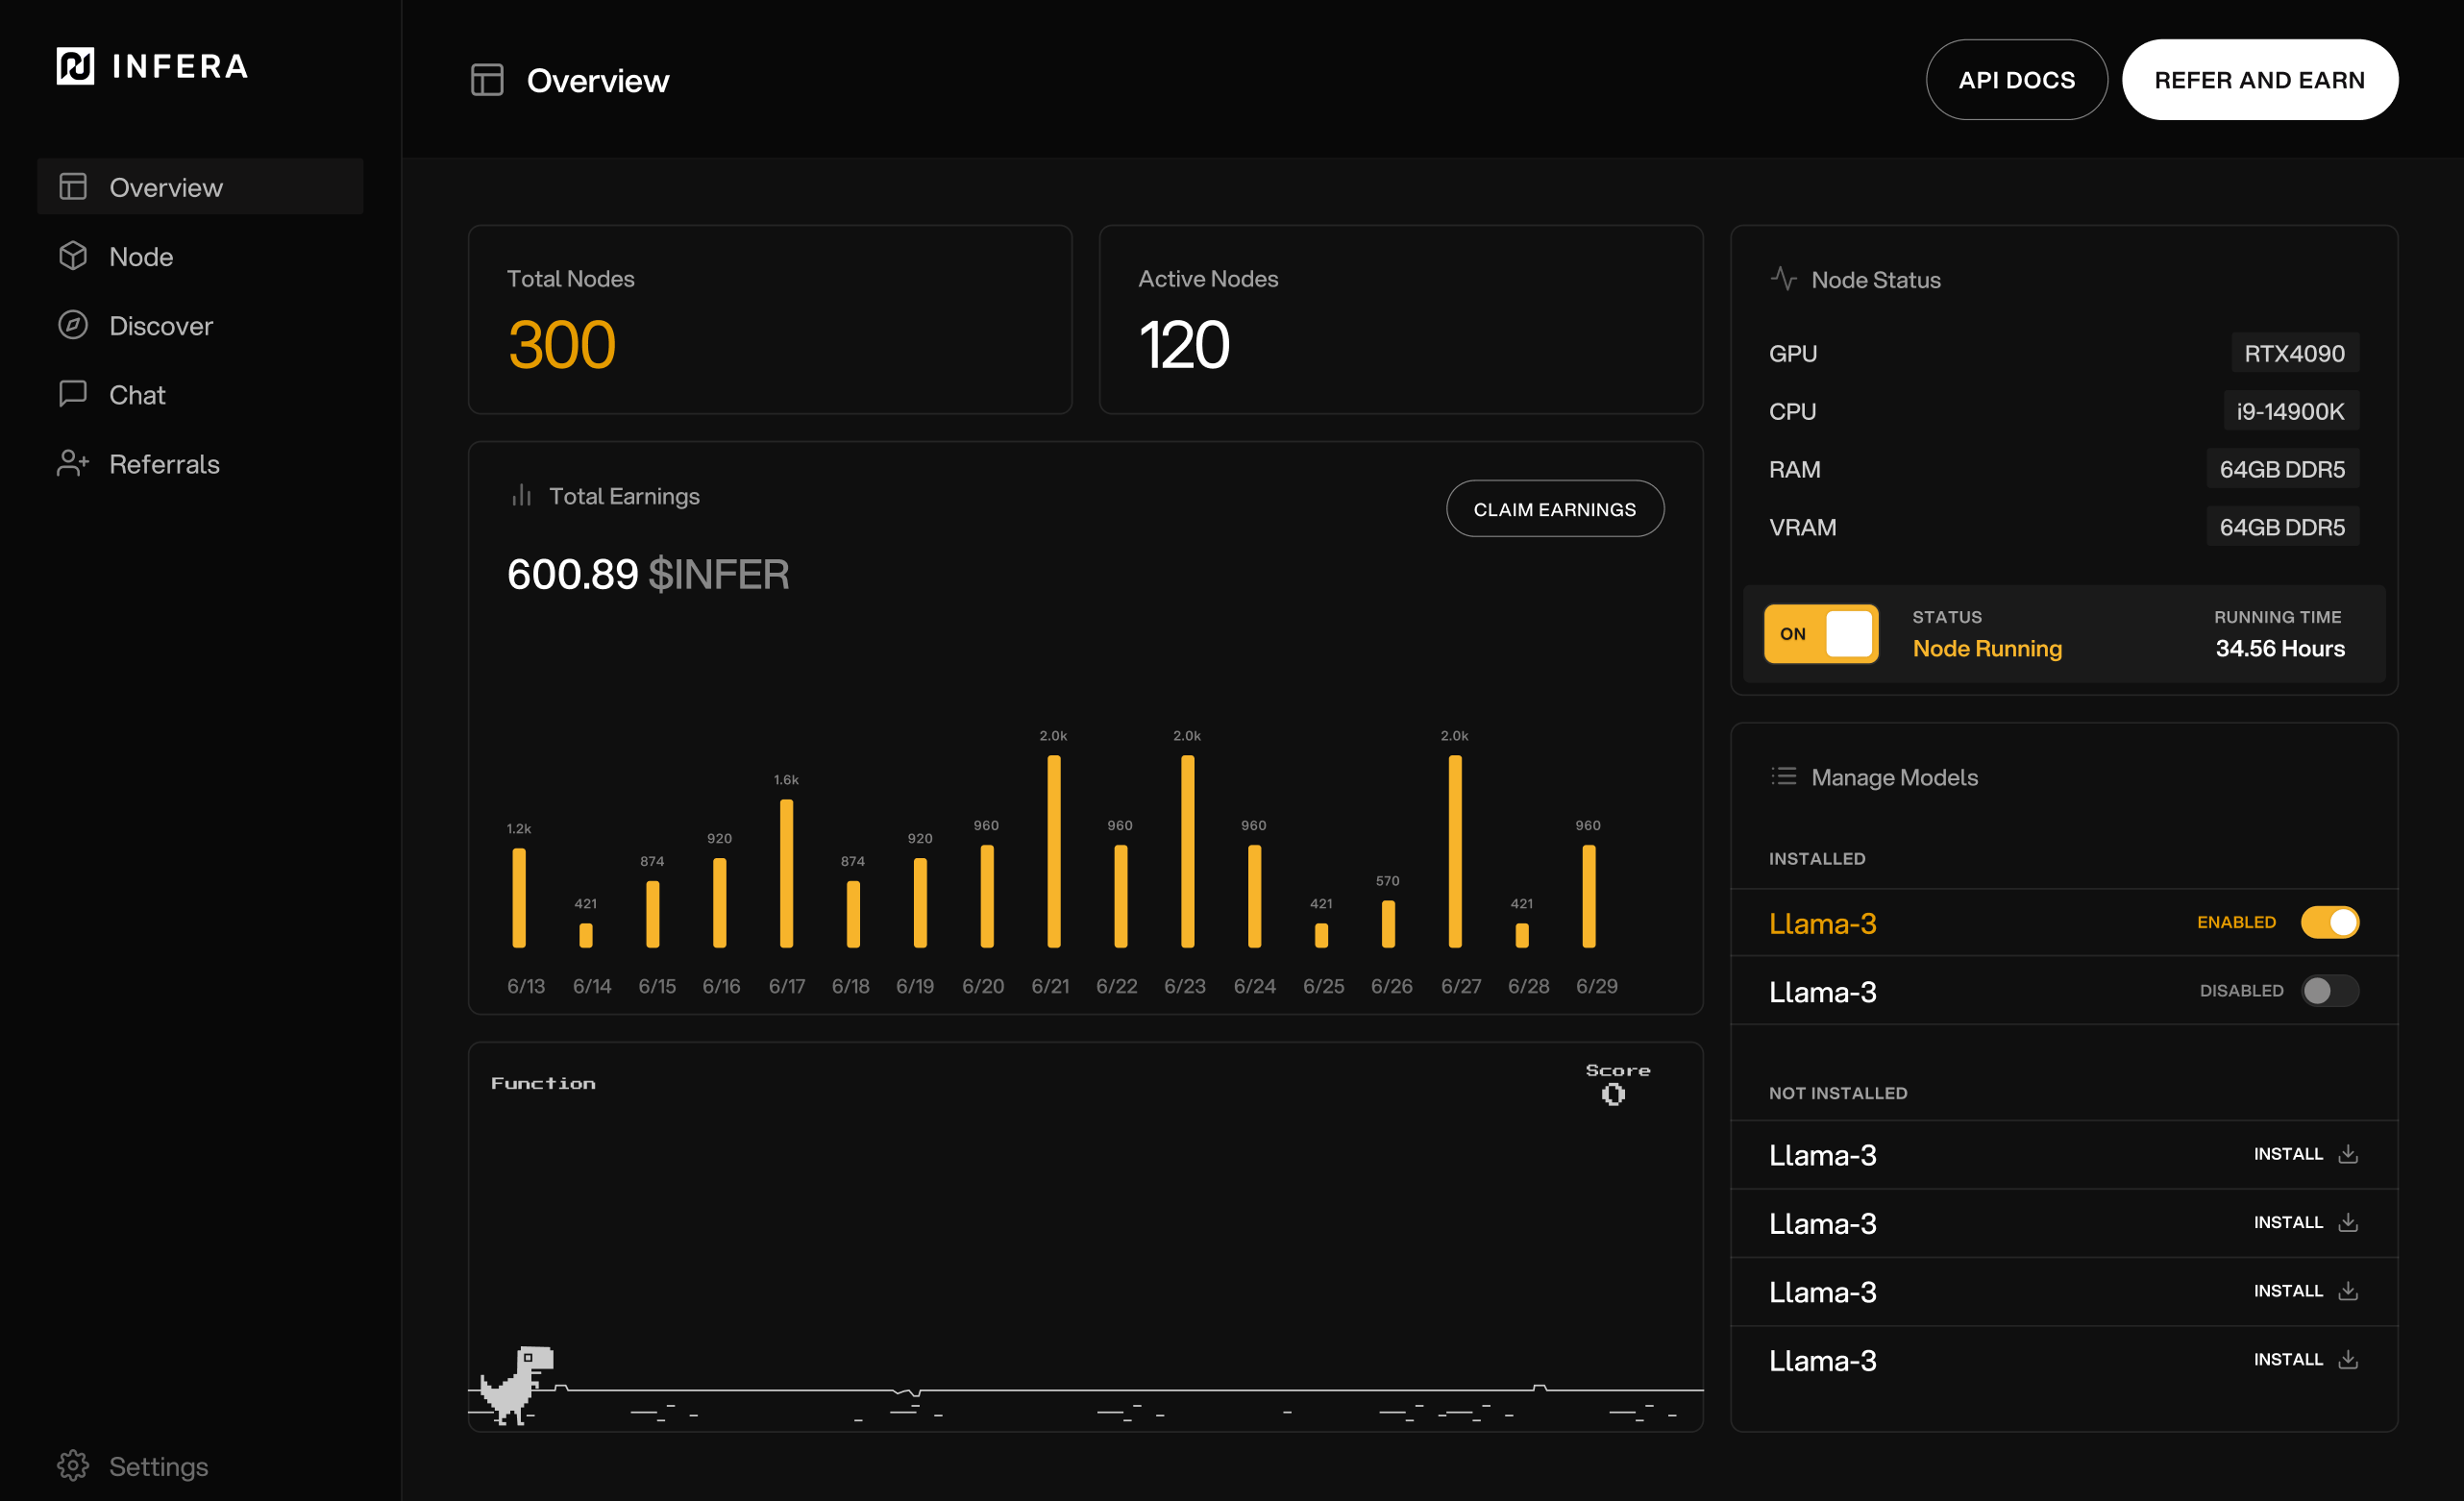 INFERA
Overview
Node
Discover
Chat
Referrals
Settings
Overview
API DOCS
REFER AND EARN
Total Nodes
300
Active Nodes
120
Total Earnings
CLAIM EARNINGS
600.89 $INFER
1.2k 421 874 920 1.6k 874 920 960 2.0k 960 2.0k 960 421 570 2.0k 421 960
6/13 6/14 6/15 6/16 6/17 6/18 6/19 6/20 6/21 6/22 6/23 6/24 6/25 6/26 6/27 6/28 6/29
Function
Score
0
Node Status
GPU RTX4090
CPU i9-14900K
RAM 64GB DDR5
VRAM 64GB DDR5
ON
STATUS
Node Running
RUNNING TIME
34.56 Hours
Manage Models
INSTALLED
Llama-3 ENABLED
Llama-3 DISABLED
NOT INSTALLED
Llama-3 INSTALL
Llama-3 INSTALL
Llama-3 INSTALL
Llama-3 INSTALL